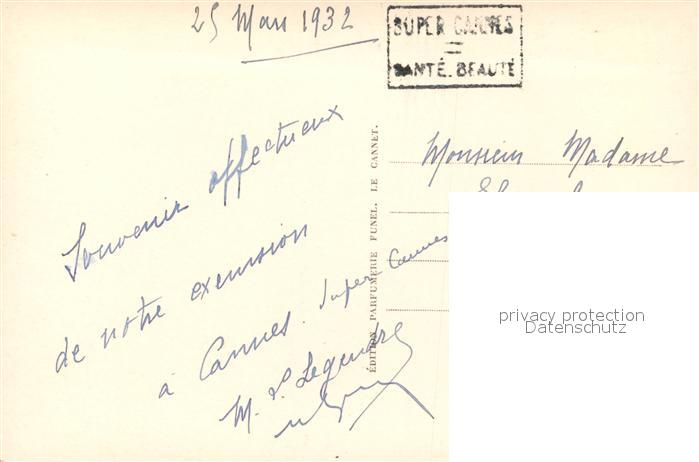 25 Mars 1932
SUPER CANNES
=
SANTÉ. BEAUTÉ
Souvenir affectueux
de notre excursion
à Cannes. Super-Cannes
M. Legendre
ÉDITION PARFUMERIE FUNEL. LE CANNET.
Monsieur Madame
privacy protection
Datenschutz